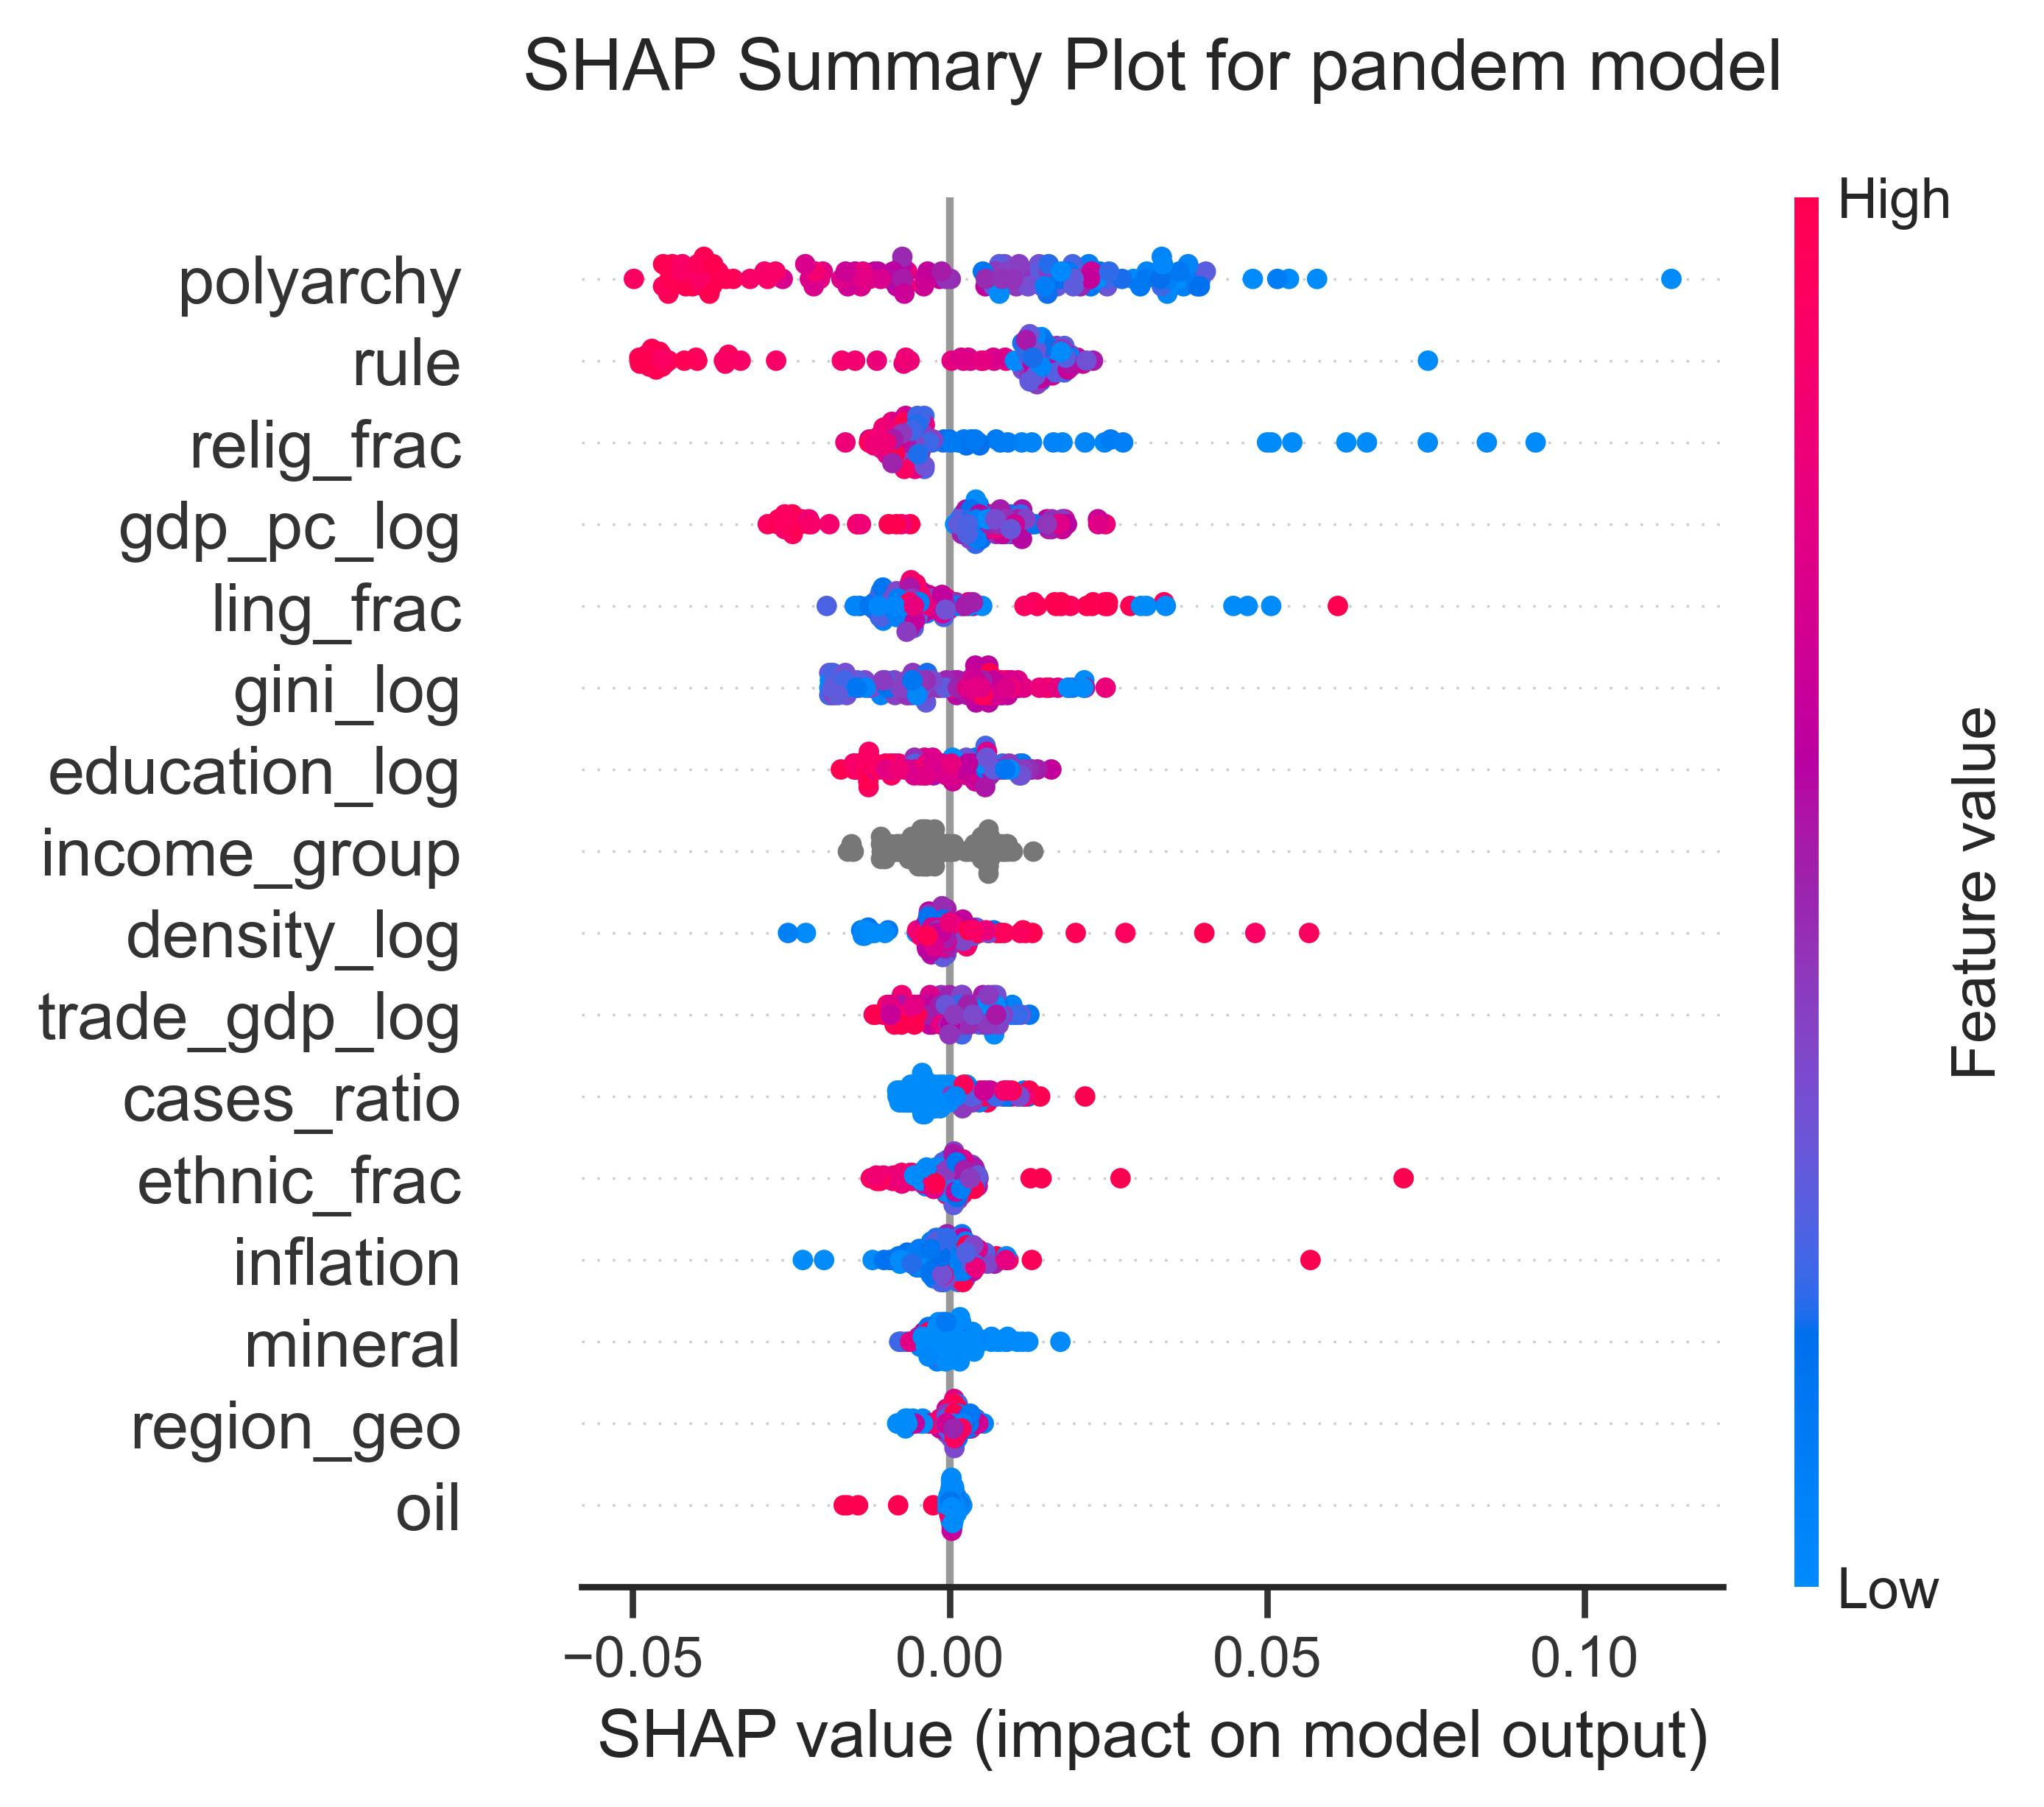 SHAP Summary Plot for pandem model
High
polyarchy
rule
relig_frac
gdp_pc_log
ling_frac
gini_log
education_log
income_group
density_log
trade_gdp_log
cases_ratio
ethnic_frac
inflation
mineral
region_geo
oil
Feature value
Low
−0.05 0.00 0.05 0.10
SHAP value (impact on model output)